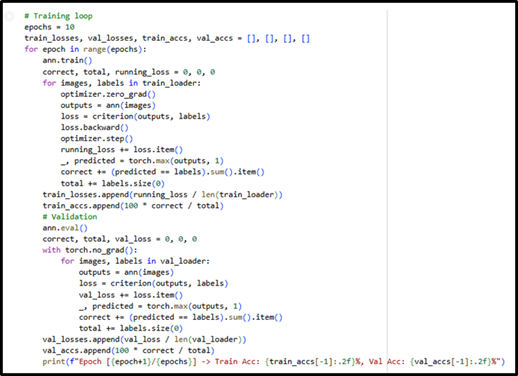 # Training loop
epochs = 10
train_losses, val_losses, train_accs, val_accs = [], [], [], []
for epoch in range(epochs):
    ann.train()
    correct, total, running_loss = 0, 0, 0
    for images, labels in train_loader:
        optimizer.zero_grad()
        outputs = ann(images)
        loss = criterion(outputs, labels)
        loss.backward()
        optimizer.step()
        running_loss += loss.item()
        _, predicted = torch.max(outputs, 1)
        correct += (predicted == labels).sum().item()
        total += labels.size(0)
    train_losses.append(running_loss / len(train_loader))
    train_accs.append(100 * correct / total)
    # Validation
    ann.eval()
    correct, total, val_loss = 0, 0, 0
    with torch.no_grad():
        for images, labels in val_loader:
            outputs = ann(images)
            loss = criterion(outputs, labels)
            val_loss += loss.item()
            _, predicted = torch.max(outputs, 1)
            correct += (predicted == labels).sum().item()
            total += labels.size(0)
    val_losses.append(val_loss / len(val_loader))
    val_accs.append(100 * correct / total)
    print(f"Epoch [{epoch+1}/{epochs}] -> Train Acc: {train_accs[-1]:.2f}%, Val Acc: {val_accs[-1]:.2f}%")